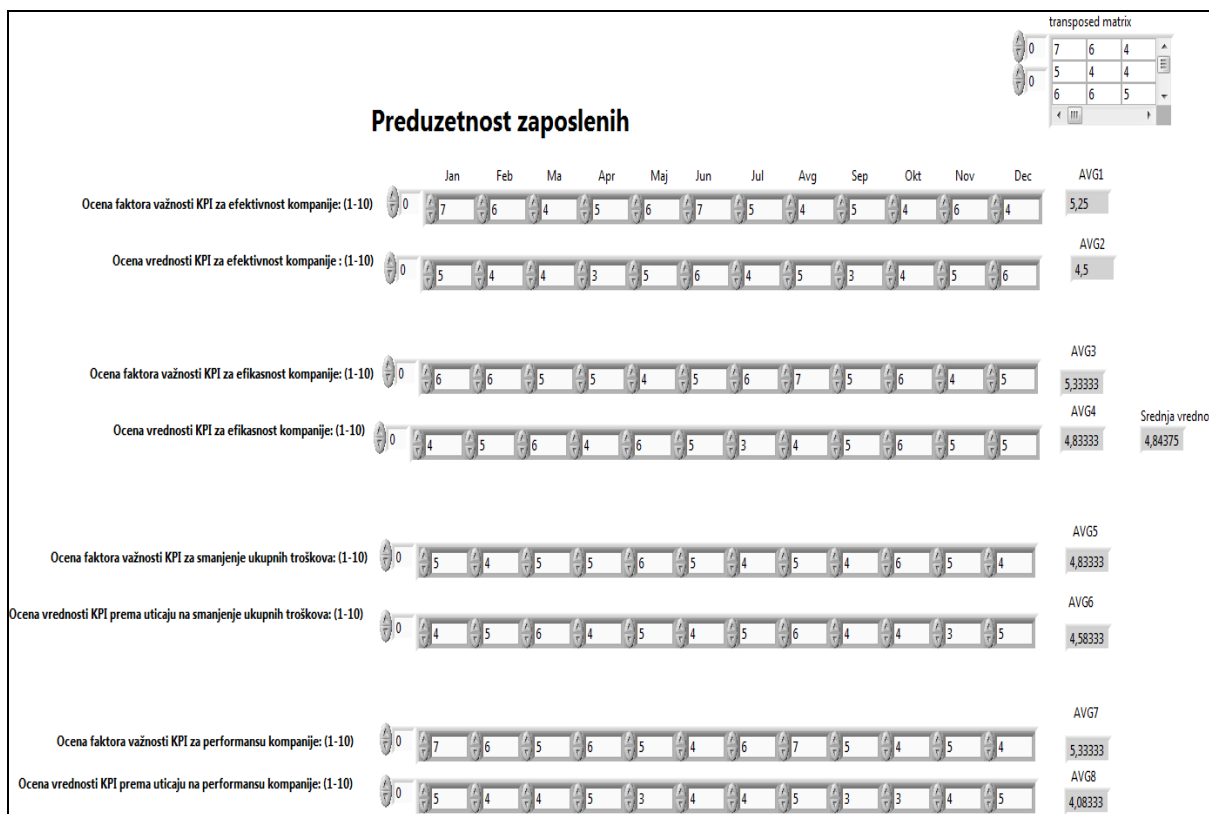 transposed matrix
0 7 6 4
0 5 4 4
6 6 5
Preduzetnost zaposlenih
Jan Feb Ma Apr Maj Jun Jul Avg Sep Okt Nov Dec AVG1
Ocena faktora važnosti KPI za efektivnost kompanije: (1-10) 0 7 6 4 5 6 7 5 4 5 4 6 4 5,25
AVG2
Ocena vrednosti KPI za efektivnost kompanije : (1-10) 0 5 4 4 3 5 6 4 5 3 4 5 6 4,5
AVG3
Ocena faktora važnosti KPI za efikasnost kompanije: (1-10) 0 6 6 5 5 4 5 6 7 5 6 4 5 5,33333
AVG4 Srednja vredno
Ocena vrednosti KPI za efikasnost kompanije: (1-10) 0 4 5 6 4 6 5 3 4 5 6 5 5 4,83333 4,84375
AVG5
Ocena faktora važnosti KPI za smanjenje ukupnih troškova: (1-10) 0 5 4 5 5 6 5 4 5 4 6 5 4 4,83333
AVG6
Ocena vrednosti KPI prema uticaju na smanjenje ukupnih troškova: (1-10) 0 4 5 6 4 5 4 5 6 4 4 3 5 4,58333
AVG7
Ocena faktora važnosti KPI za performansu kompanije: (1-10) 0 7 6 5 6 5 4 6 7 5 4 5 4 5,33333
AVG8
Ocena vrednosti KPI prema uticaju na performansu kompanije: (1-10) 0 5 4 4 5 3 4 4 5 3 3 4 5 4,08333